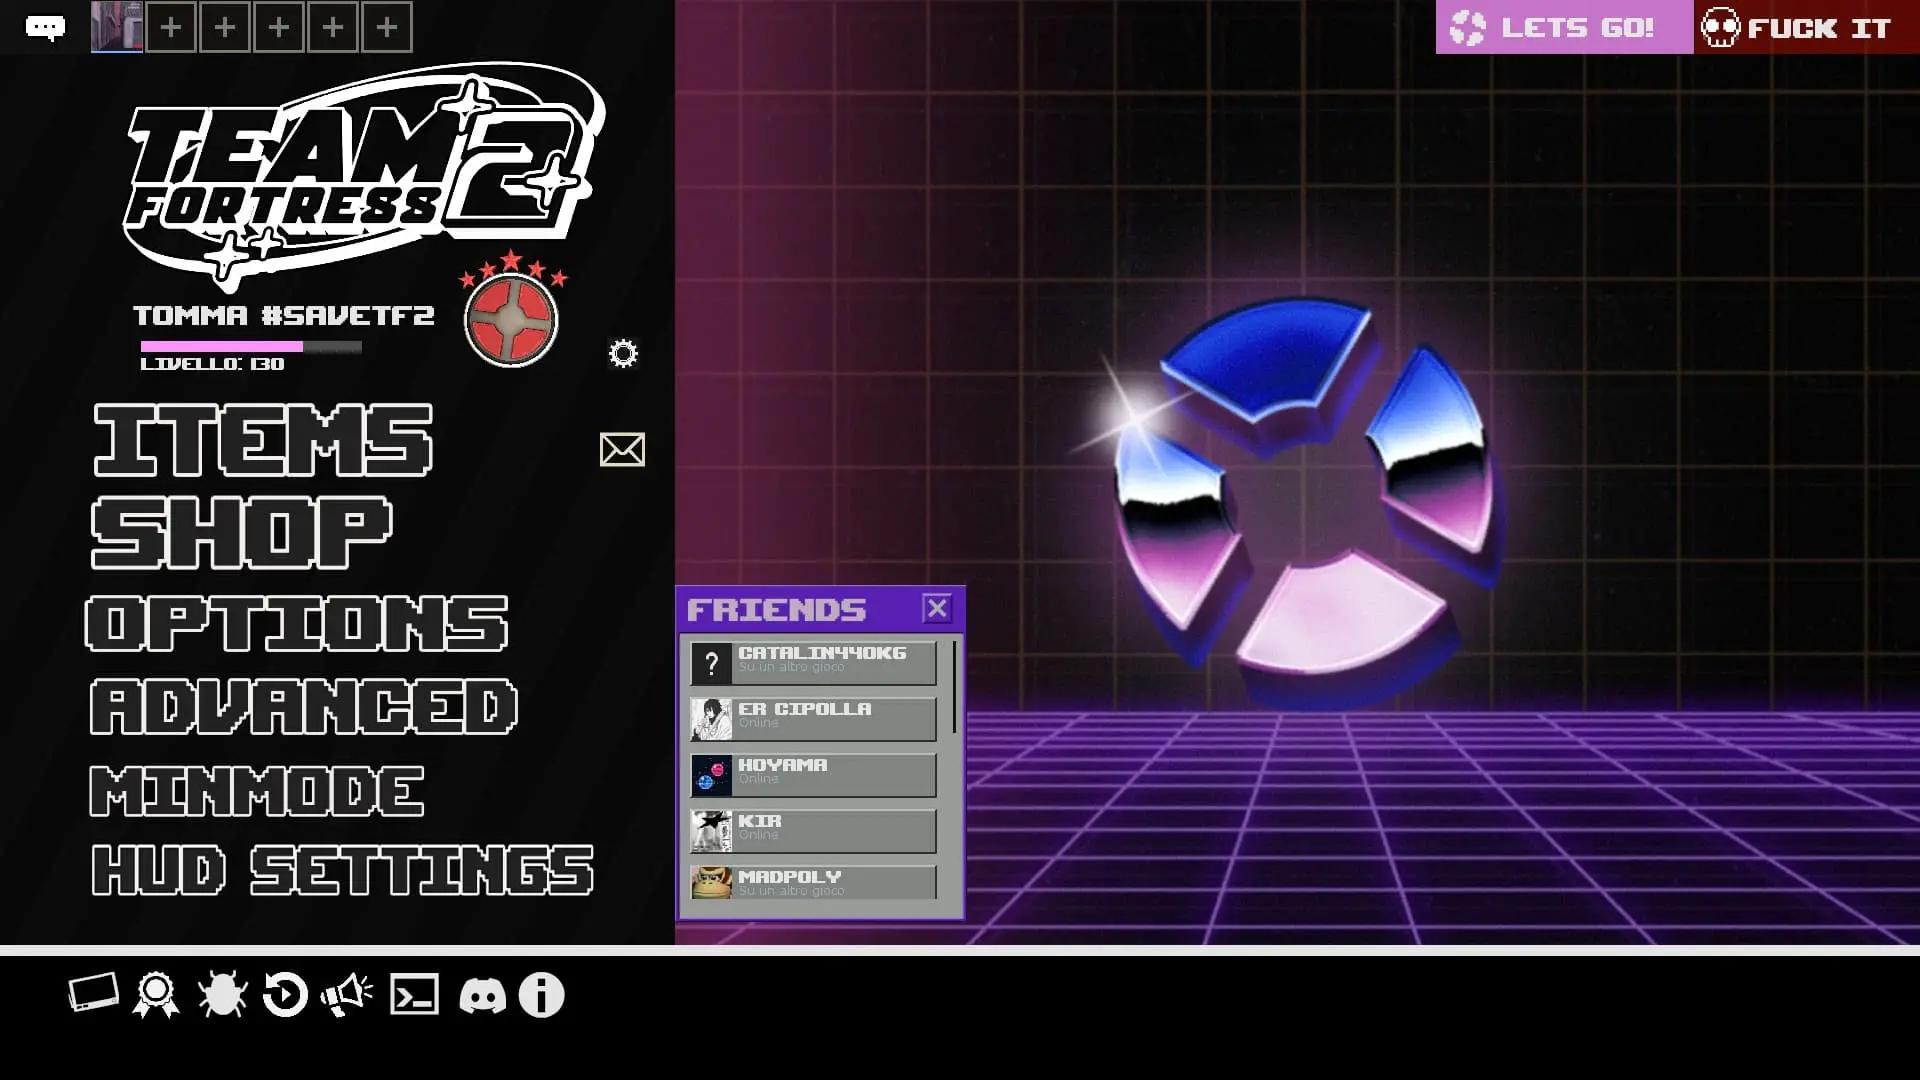 LETS GO!
FUCK IT
TEAM
FORTRESS 2
TOMMA #SAVETF2
LIVELLO: 130
ITEMS
SHOP
OPTIONS
ADVANCED
MINMODE
HUD SETTINGS
FRIENDS
?
CATALIN440KG
Su un altro gioco
ER CIPOLLA
Online
HOYAMA
Online
KIR
Online
MADPOLY
Su un altro gioco